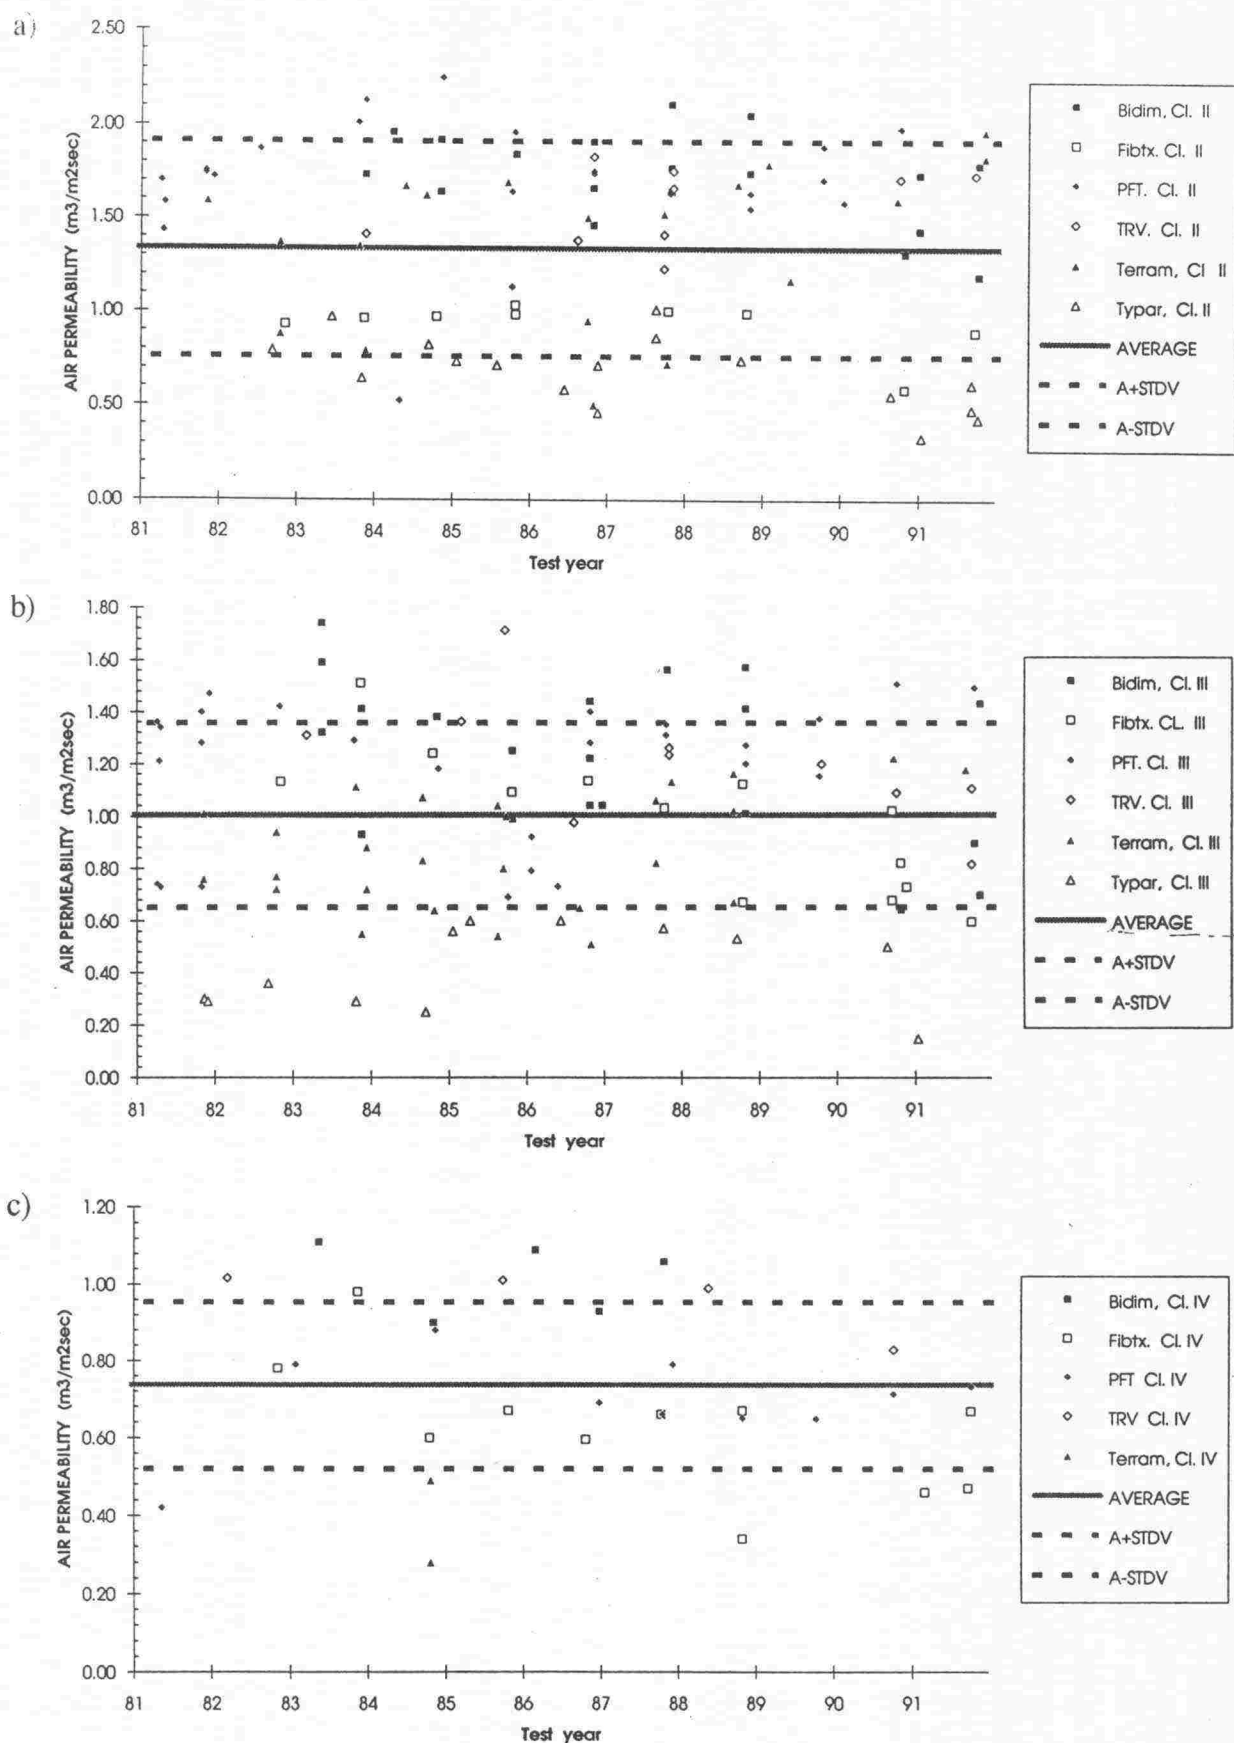 a)
2.50
2.00
1.50
1.00
0.50
0.00
AIR PERMEABILITY (m3/m2sec)
81 82 83 84 85 86 87 88 89 90 91
Test year
Bidim, Cl. II
Fibtx. Cl. II
PFT. Cl. II
TRV. Cl. II
Terram, Cl II
Typar, Cl. II
AVERAGE
A+STDV
A-STDV
b)
1.80
1.60
1.40
1.20
1.00
0.80
0.60
0.40
0.20
0.00
AIR PERMEABILITY (m3/m2sec)
81 82 83 84 85 86 87 88 89 90 91
Test year
Bidim, Cl. III
Fibtx. CL. III
PFT. Cl. III
TRV. Cl. III
Terram, Cl. III
Typar, Cl. III
AVERAGE
A+STDV
A-STDV
c)
1.20
1.00
0.80
0.60
0.40
0.20
0.00
AIR PERMEABILITY (m3/m2sec)
81 82 83 84 85 86 87 88 89 90 91
Test year
Bidim, Cl. IV
Fibtx. Cl. IV
PFT Cl. IV
TRV Cl. IV
Terram, Cl. IV
AVERAGE
A+STDV
A-STDV